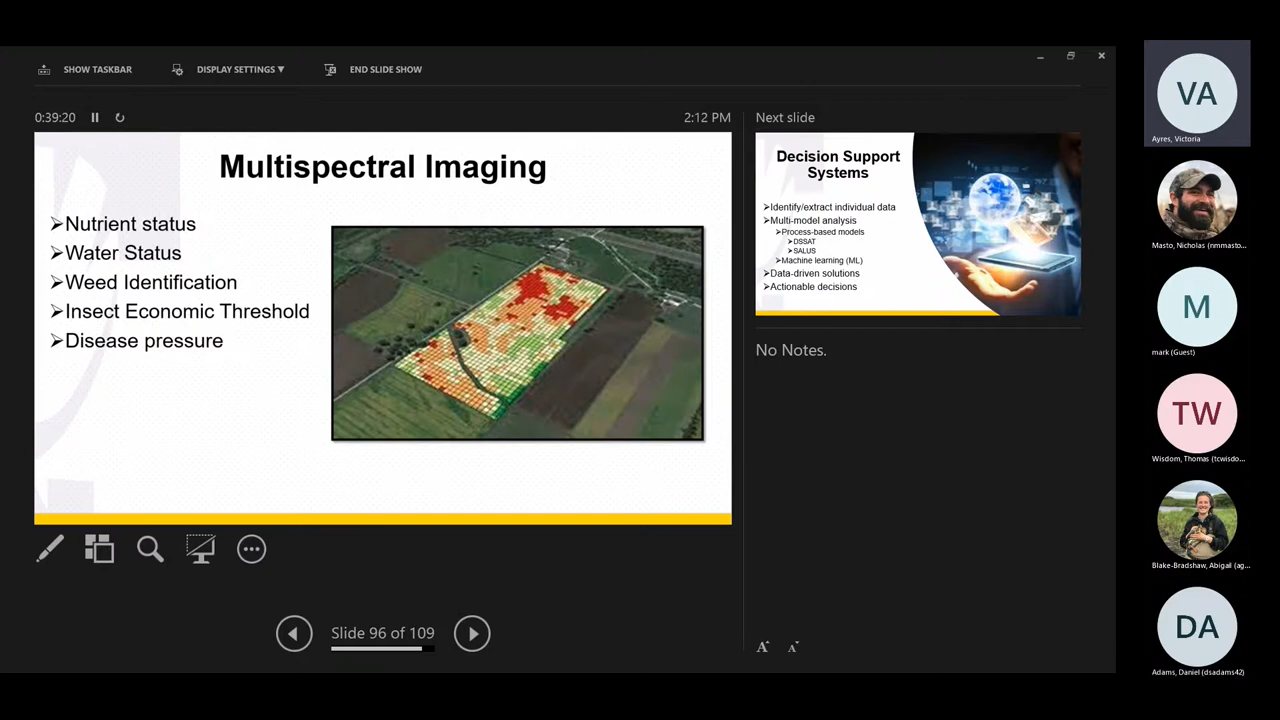 SHOW TASKBAR
DISPLAY SETTINGS ▼
END SLIDE SHOW
0:39:20
2:12 PM
Multispectral Imaging
➢Nutrient status
➢Water Status
➢Weed Identification
➢Insect Economic Threshold
➢Disease pressure
Slide 96 of 109
Next slide
Decision Support
Systems
➢Identify/extract individual data
➢Multi-model analysis
➢Process-based models
➢DSSAT
➢SALUS
➢Machine learning (ML)
➢Data-driven solutions
➢Actionable decisions
No Notes.
A A
VA
Ayres, Victoria
Masto, Nicholas (nmmasto...
M
mark (Guest)
TW
Wisdom, Thomas (tcwisdo...
Blake-Bradshaw, Abigail (ag...
DA
Adams, Daniel (dsadams42)